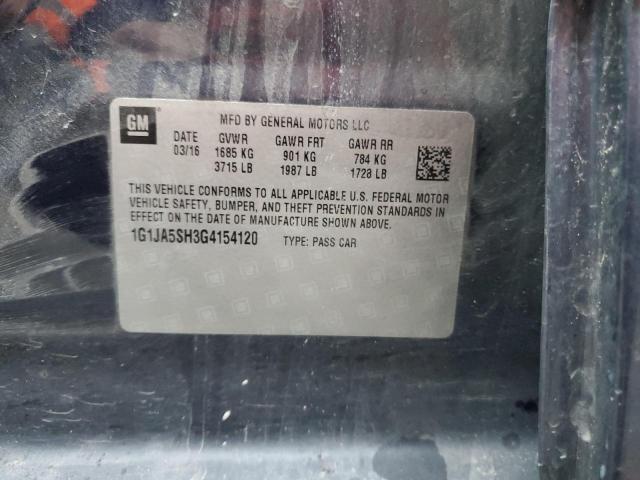 GM
MFD BY GENERAL MOTORS LLC
DATE GVWR GAWR FRT GAWR RR
03/16 1685 KG 901 KG 784 KG
3715 LB 1987 LB 1728 LB
THIS VEHICLE CONFORMS TO ALL APPLICABLE U.S. FEDERAL MOTOR
VEHICLE SAFETY, BUMPER, AND THEFT PREVENTION STANDARDS IN
EFFECT ON THE DATE OF MANUFACTURE SHOWN ABOVE.
1G1JA5SH3G4154120 TYPE: PASS CAR